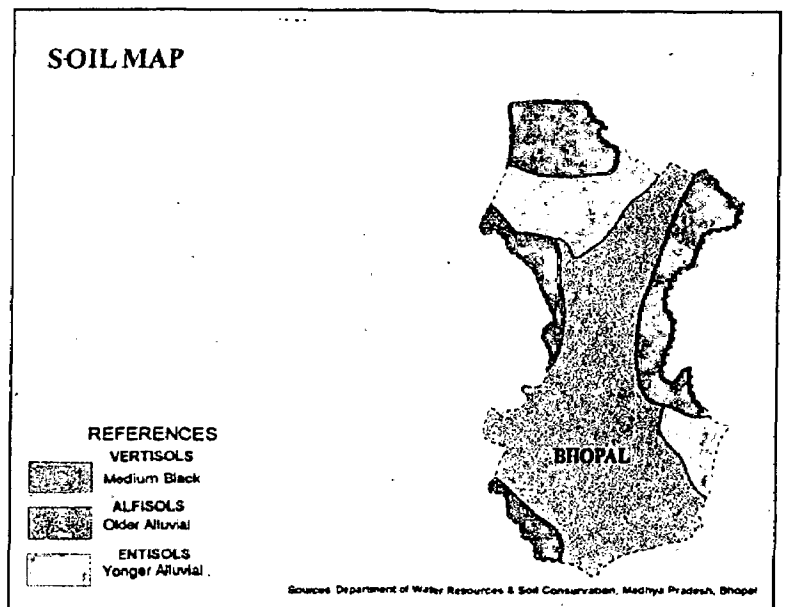 SOIL MAP
BHOPAL
REFERENCES
VERTISOLS
Medium Black
ALFISOLS
Older Alluvial
ENTISOLS
Yonger Alluvial
Sources Department of Water Resources & Soil Conservation, Madhya Pradesh, Bhopal